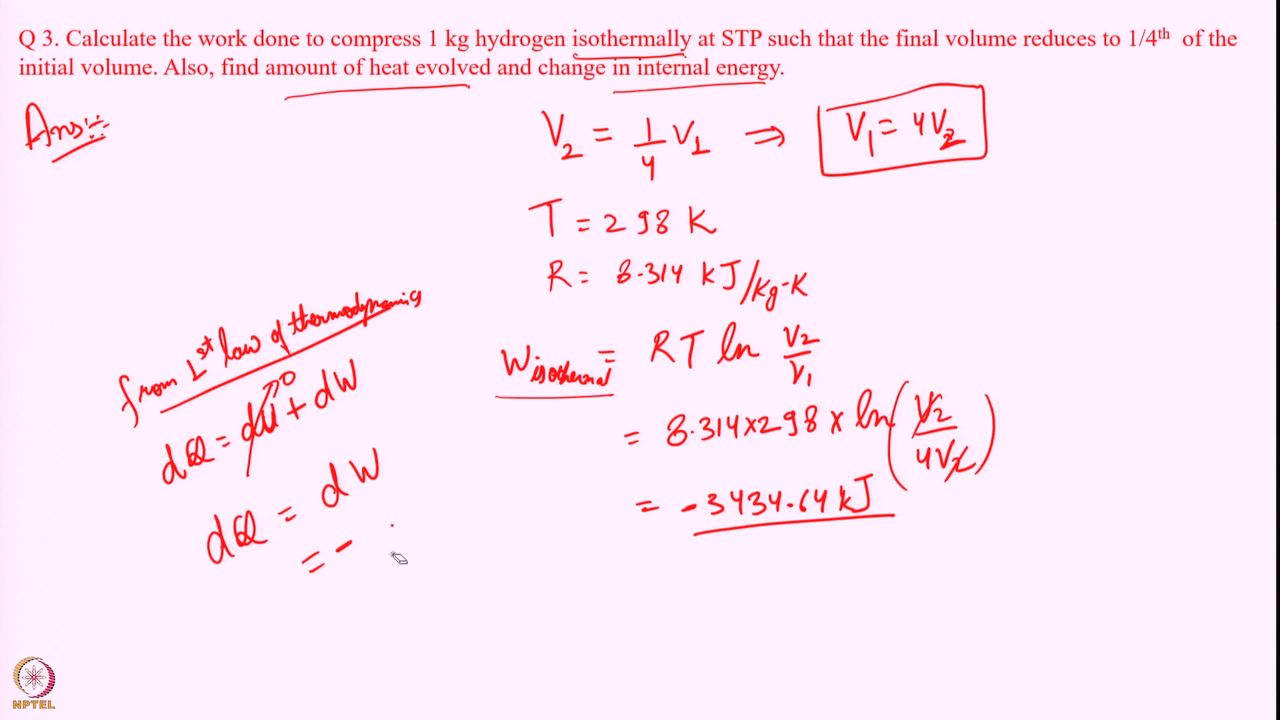 Q 3. Calculate the work done to compress 1 kg hydrogen isothermally at STP such that the final volume reduces to 1/4th of the
initial volume. Also, find amount of heat evolved and change in internal energy.
Ans:-
V₂ = 1/4 V₁ ⇒ V₁ = 4V₂
T = 298 K
R = 8.314 kJ/kg-K
W isothermal = RT ln V₂/V₁
= 8.314 x 298 x ln (V₂/4V₂)
= -3434.64 kJ
from 1st law of thermodynamics
dQ = du→0 + dW
dQ = dW
= -
NPTEL